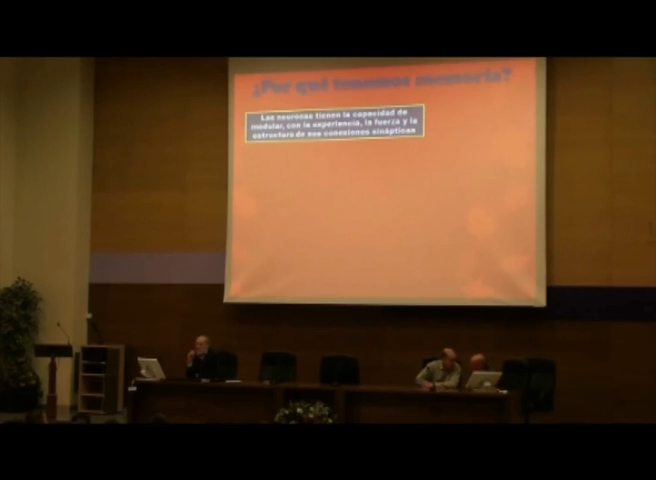 ¿Por qué tenemos memoria?
Las neuronas tienen la capacidad de
modular, con la experiencia, la fuerza y la
estructura de sus conexiones sinápticas